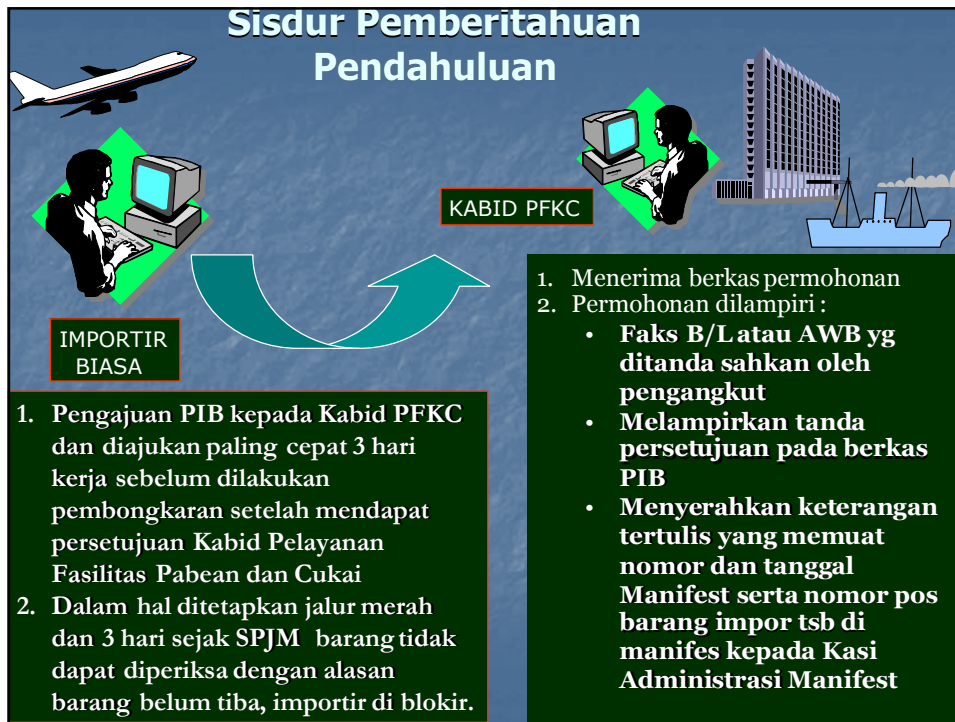 Sisdur Pemberitahuan
Pendahuluan
KABID PFKC
IMPORTIR
BIASA
1. Pengajuan PIB kepada Kabid PFKC
dan diajukan paling cepat 3 hari
kerja sebelum dilakukan
pembongkaran setelah mendapat
persetujuan Kabid Pelayanan
Fasilitas Pabean dan Cukai
2. Dalam hal ditetapkan jalur merah
dan 3 hari sejak SPJM barang tidak
dapat diperiksa dengan alasan
barang belum tiba, importir di blokir.
1. Menerima berkas permohonan
2. Permohonan dilampiri :
• Faks B/L atau AWB yg
ditanda sahkan oleh
pengangkut
• Melampirkan tanda
persetujuan pada berkas
PIB
• Menyerahkan keterangan
tertulis yang memuat
nomor dan tanggal
Manifest serta nomor pos
barang impor tsb di
manifes kepada Kasi
Administrasi Manifest